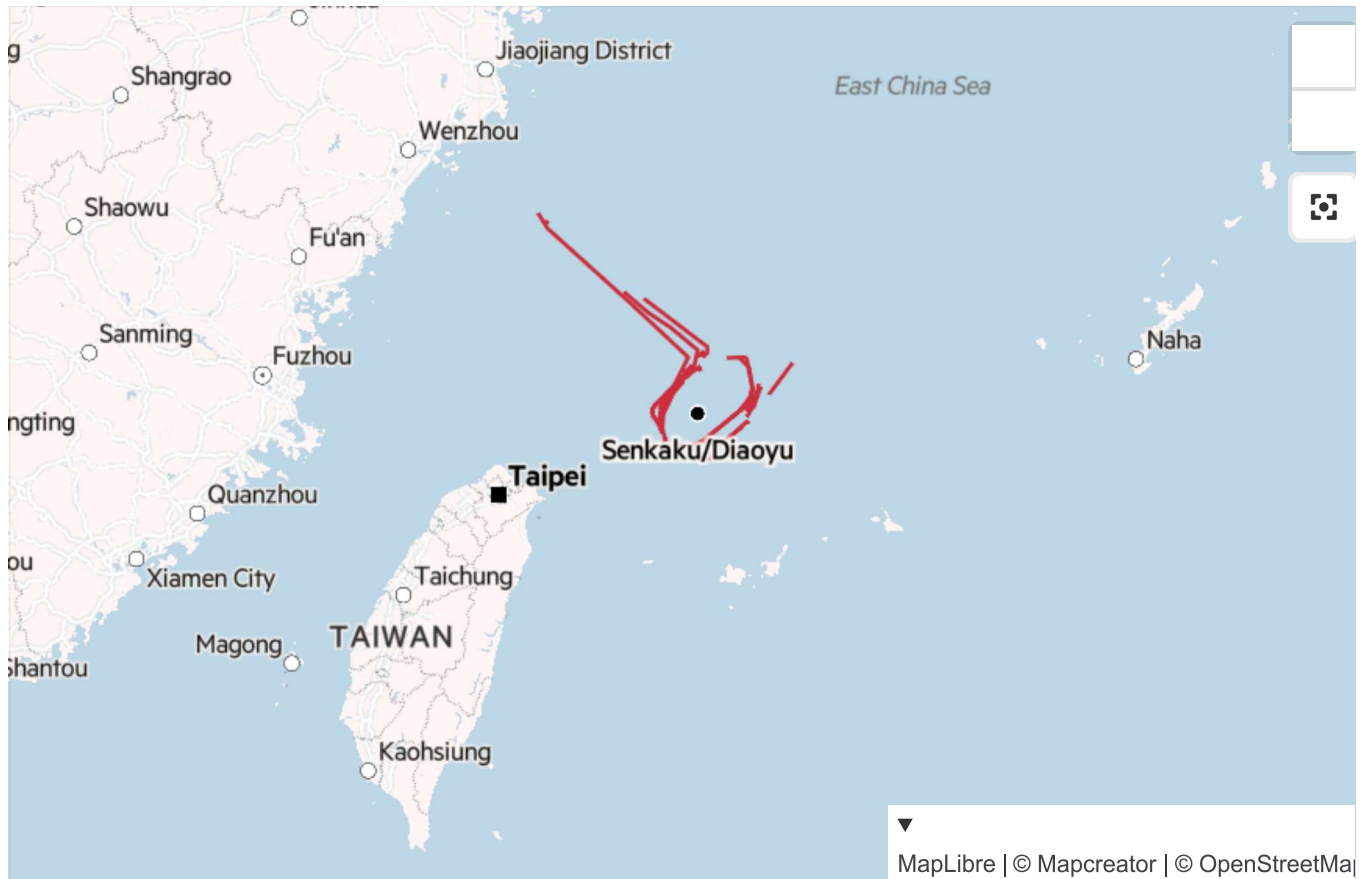 Jiaojiang District
Shangrao
East China Sea
Wenzhou
Shaowu
Fu'an
Sanming
Fuzhou
Naha
ngting
Senkaku/Diaoyu
Taipei
Quanzhou
ou
Xiamen City
Taichung
TAIWAN
Magong
Shantou
Kaohsiung
MapLibre | © Mapcreator | © OpenStreetMa